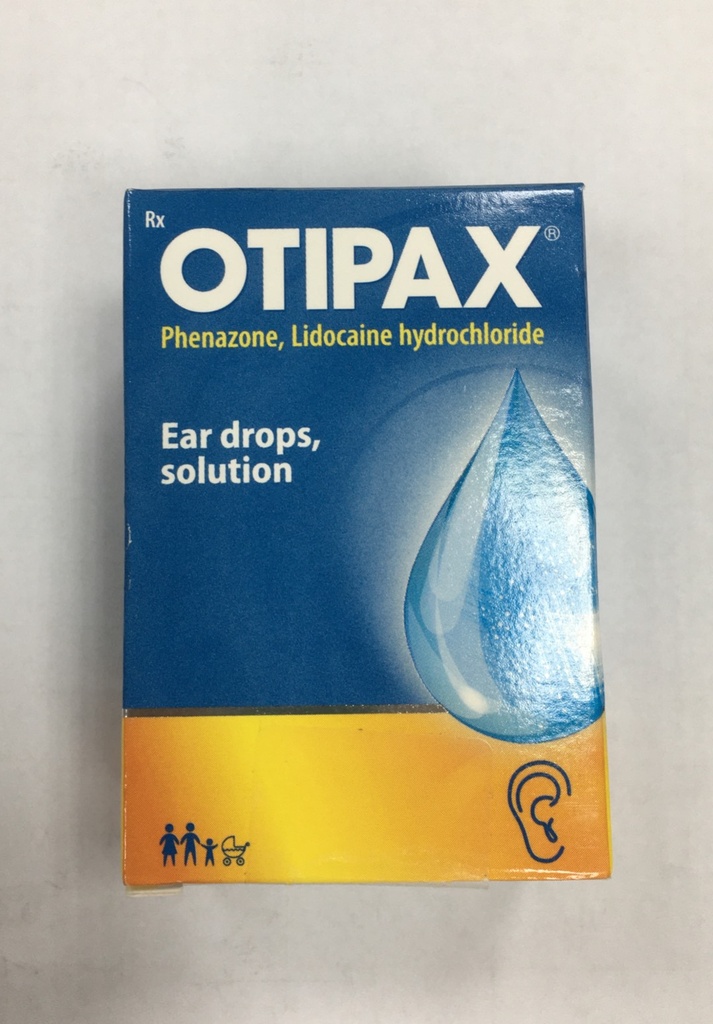 Rx
OTIPAX®
Phenazone, Lidocaine hydrochloride
Ear drops,
solution